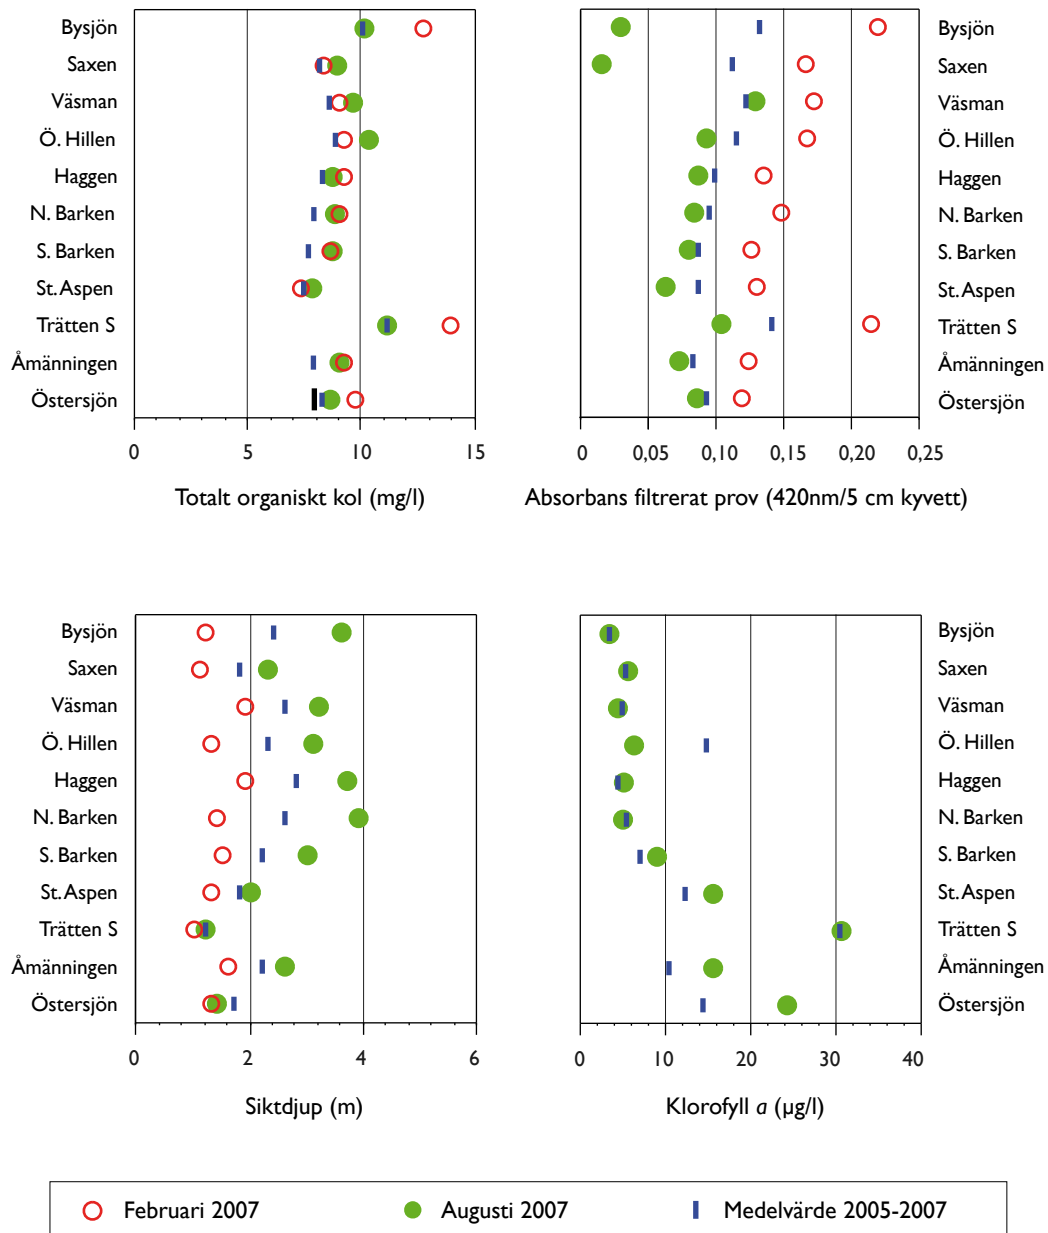 Bysjön
Saxen
Väsman
Ö. Hillen
Haggen
N. Barken
S. Barken
St. Aspen
Trätten S
Åmänningen
Östersjön
0 5 10 15
Totalt organiskt kol (mg/l)
Bysjön
Saxen
Väsman
Ö. Hillen
Haggen
N. Barken
S. Barken
St. Aspen
Trätten S
Åmänningen
Östersjön
0 0,05 0,10 0,15 0,20 0,25
Absorbans filtrerat prov (420nm/5 cm kyvett)
Bysjön
Saxen
Väsman
Ö. Hillen
Haggen
N. Barken
S. Barken
St. Aspen
Trätten S
Åmänningen
Östersjön
0 2 4 6
Siktdjup (m)
Bysjön
Saxen
Väsman
Ö. Hillen
Haggen
N. Barken
S. Barken
St. Aspen
Trätten S
Åmänningen
Östersjön
0 10 20 30 40
Klorofyll a (µg/l)
Februari 2007 Augusti 2007 Medelvärde 2005-2007